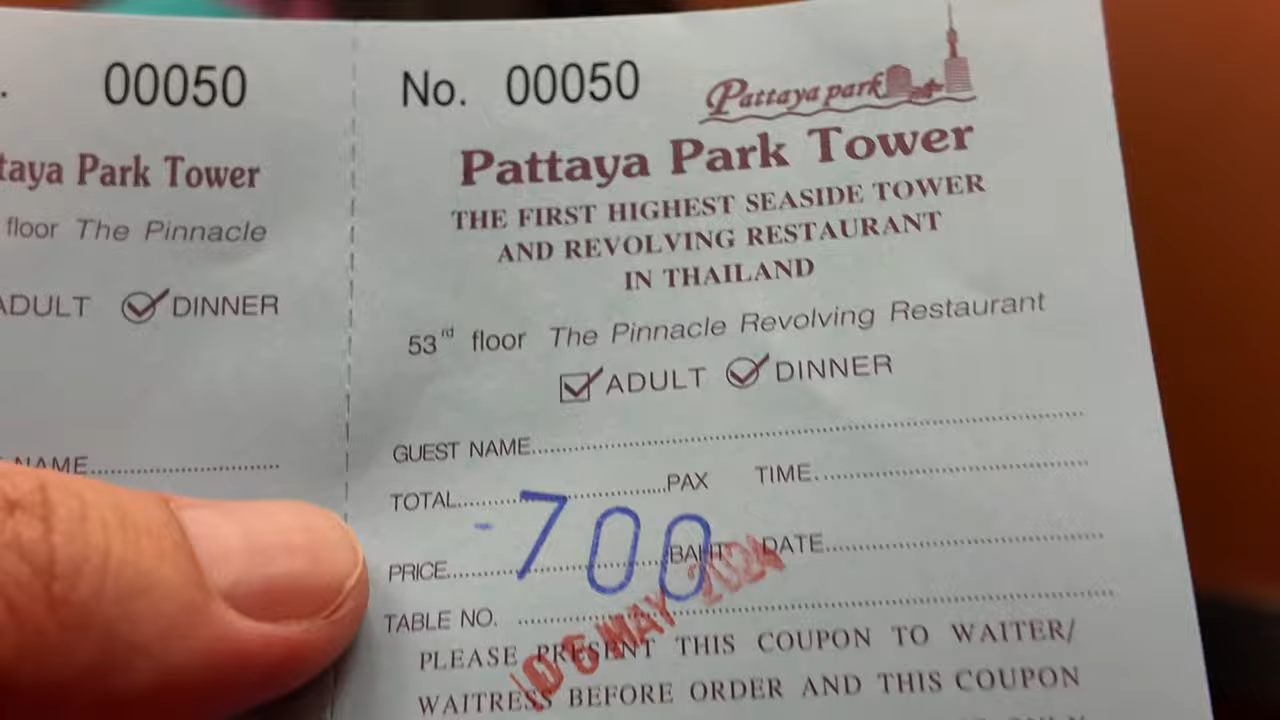 00050
taya Park Tower
floor The Pinnacle
ADULT DINNER
NAME
No. 00050
Pattaya park
Pattaya Park Tower
THE FIRST HIGHEST SEASIDE TOWER
AND REVOLVING RESTAURANT
IN THAILAND
53rd floor The Pinnacle Revolving Restaurant
ADULT DINNER
GUEST NAME
TOTAL PAX TIME
PRICE 700 BAHT DATE
06 MAY 2024
TABLE NO.
PLEASE PRESENT THIS COUPON TO WAITER/
WAITRESS BEFORE ORDER AND THIS COUPON